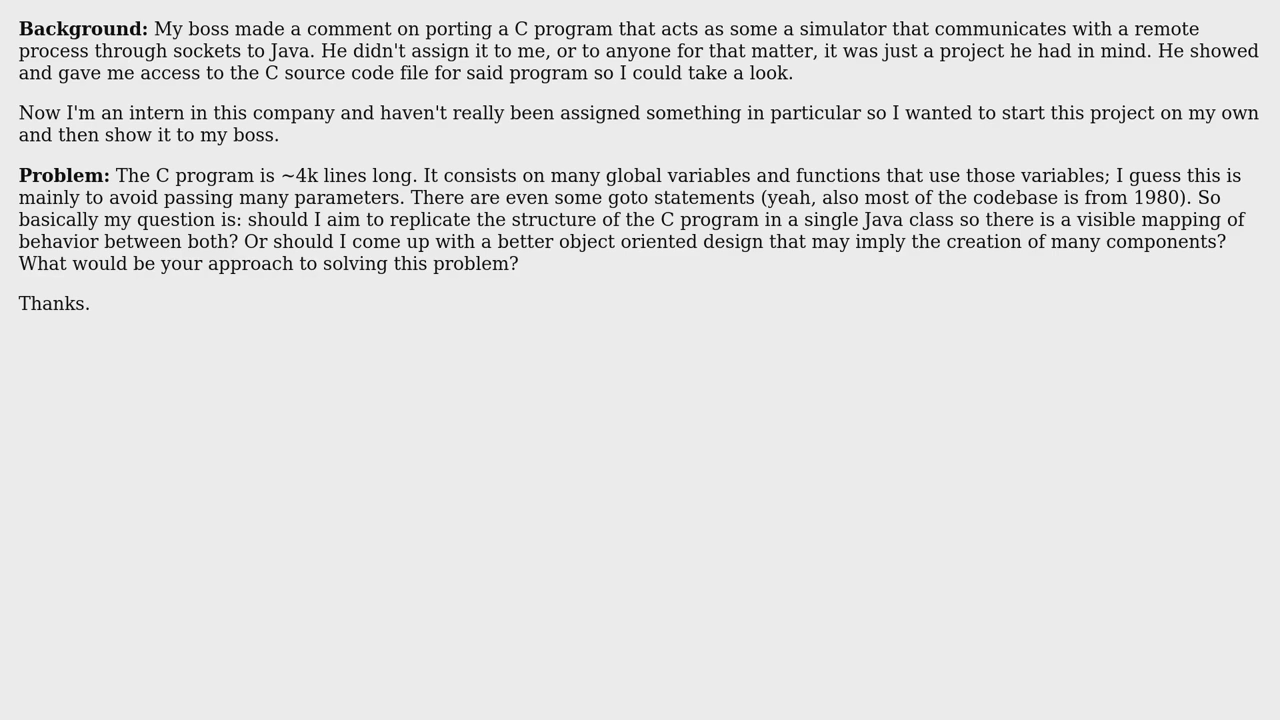 Background: My boss made a comment on porting a C program that acts as some a simulator that communicates with a remote
process through sockets to Java. He didn't assign it to me, or to anyone for that matter, it was just a project he had in mind. He showed
and gave me access to the C source code file for said program so I could take a look.
Now I'm an intern in this company and haven't really been assigned something in particular so I wanted to start this project on my own
and then show it to my boss.
Problem: The C program is ~4k lines long. It consists on many global variables and functions that use those variables; I guess this is
mainly to avoid passing many parameters. There are even some goto statements (yeah, also most of the codebase is from 1980). So
basically my question is: should I aim to replicate the structure of the C program in a single Java class so there is a visible mapping of
behavior between both? Or should I come up with a better object oriented design that may imply the creation of many components?
What would be your approach to solving this problem?
Thanks.